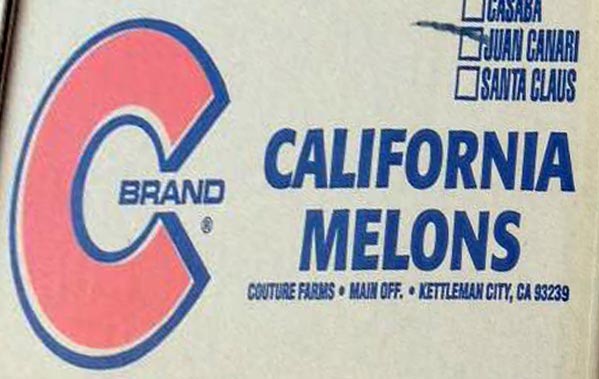 CASABA
JUAN CANARI
SANTA CLAUS
C
BRAND
®
CALIFORNIA
MELONS
COUTURE FARMS • MAIN OFF. • KETTLEMAN CITY, CA 93239